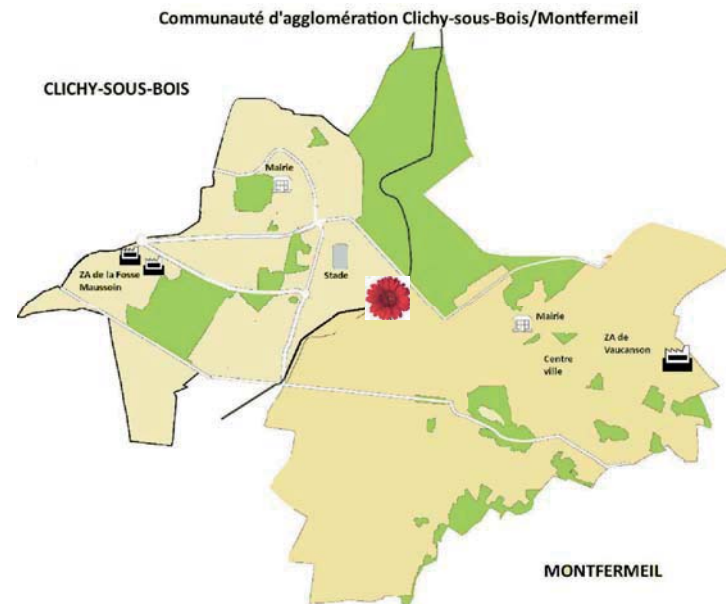 Communauté d'agglomération Clichy-sous-Bois/Montfermeil
CLICHY-SOUS-BOIS
Mairie
ZA de la Fosse
Maussoin
Stade
Mairie
Centre
ville
ZA de
Vaucanson
MONTFERMEIL